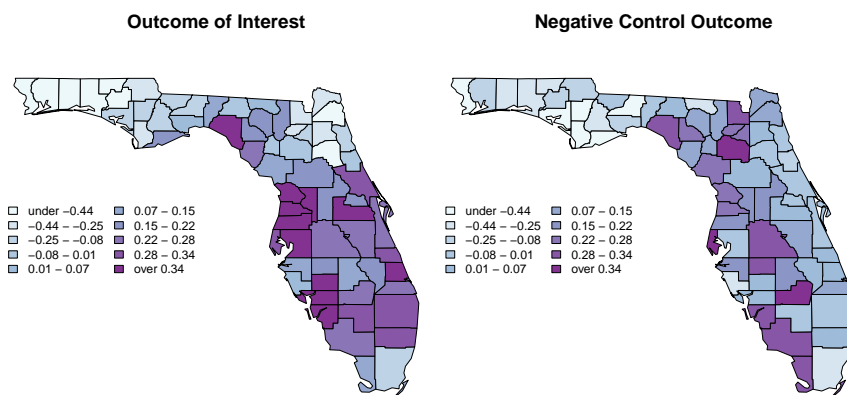 Outcome of Interest
under −0.44
−0.44 − −0.25
−0.25 − −0.08
−0.08 − 0.01
0.01 − 0.07
0.07 − 0.15
0.15 − 0.22
0.22 − 0.28
0.28 − 0.34
over 0.34
Negative Control Outcome
under −0.44
−0.44 − −0.25
−0.25 − −0.08
−0.08 − 0.01
0.01 − 0.07
0.07 − 0.15
0.15 − 0.22
0.22 − 0.28
0.28 − 0.34
over 0.34